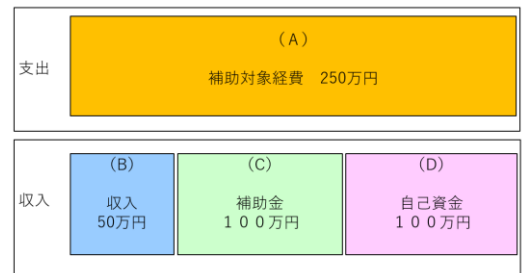 (A)
支出
補助対象経費　250万円
(B)
(C)
(D)
収入
収入
補助金
自己資金
50万円
１００万円
１００万円